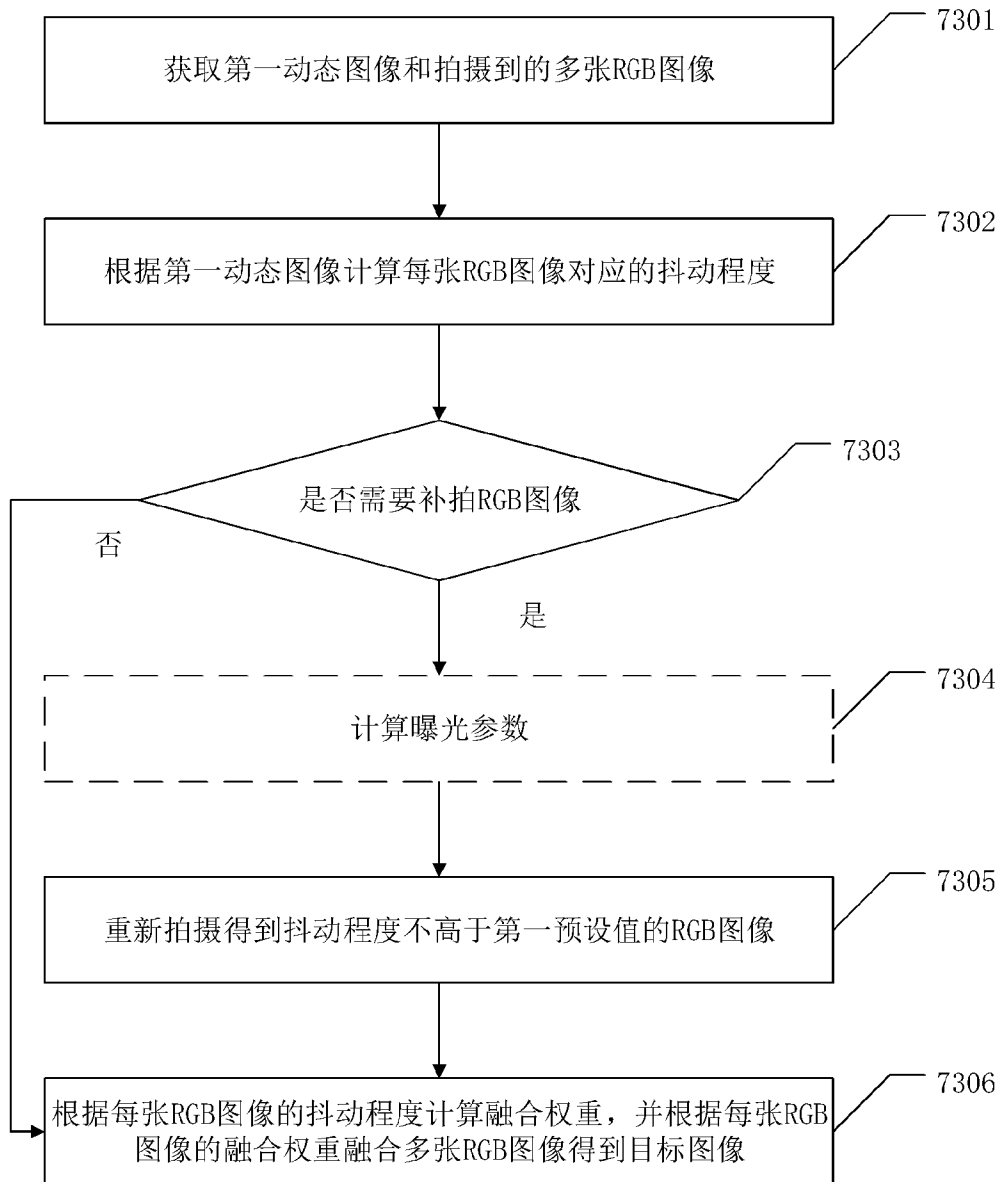 7301
获取第一动态图像和拍摄到的多张RGB图像
7302
根据第一动态图像计算每张RGB图像对应的抖动程度
7303
是否需要补拍RGB图像
否
是
7304
计算曝光参数
7305
重新拍摄得到抖动程度不高于第一预设值的RGB图像
7306
根据每张RGB图像的抖动程度计算融合权重，并根据每张RGB
图像的融合权重融合多张RGB图像得到目标图像